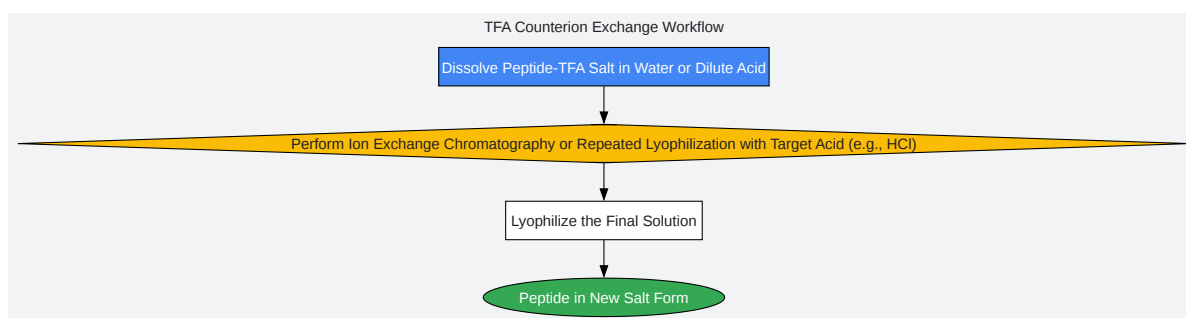 TFA Counterion Exchange Workflow
Dissolve Peptide-TFA Salt in Water or Dilute Acid
Perform Ion Exchange Chromatography or Repeated Lyophilization with Target Acid (e.g., HCl)
Lyophilize the Final Solution
Peptide in New Salt Form